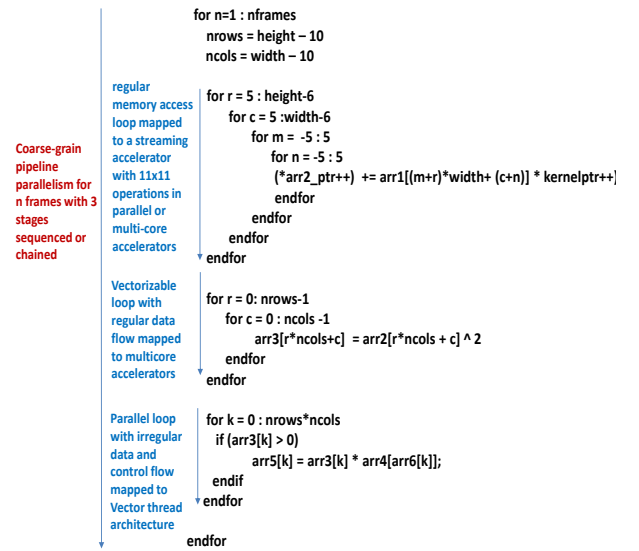 for n=1 : nframes
nrows = height – 10
ncols = width – 10
regular
memory access
loop mapped
to a streaming
accelerator
with 11x11
operations in
parallel or
multi-core
accelerators
for r = 5 : height-6
for c = 5 :width-6
for m = -5 : 5
for n = -5 : 5
(*arr2_ptr++) += arr1[(m+r)*width+ (c+n)] * kernelptr++]
endfor
endfor
endfor
endfor
Coarse-grain
pipeline
parallelism for
n frames with 3
stages
sequenced or
chained
Vectorizable
loop with
regular data
flow mapped
to multicore
accelerators
for r = 0: nrows-1
for c = 0 : ncols -1
arr3[r*ncols+c] = arr2[r*ncols + c] ^ 2
endfor
endfor
Parallel loop
with irregular
data and
control flow
mapped to
Vector thread
architecture
for k = 0 : nrows*ncols
if (arr3[k] > 0)
arr5[k] = arr3[k] * arr4[arr6[k]];
endif
endfor
endfor